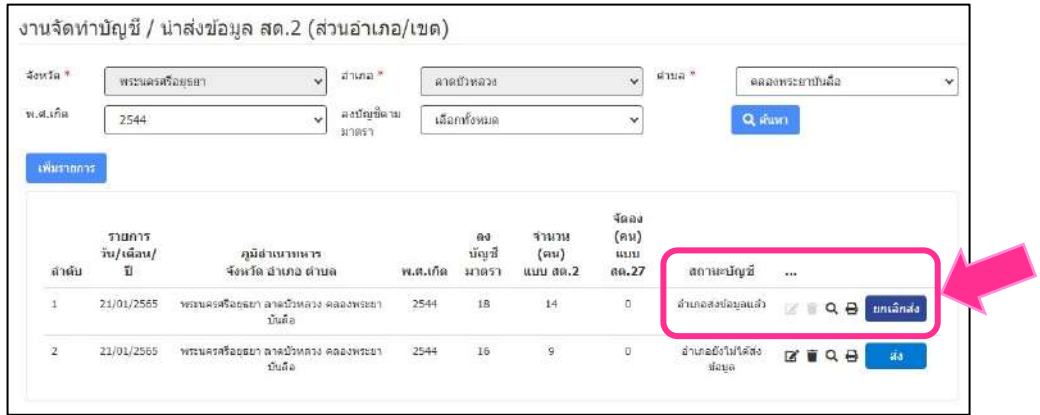 งานจัดทำบัญชี / นำส่งข้อมูล สด.2 (ส่วนอำเภอ/เขต)
จังหวัด * พระนครศรีอยุธยา อำเภอ * ลาดบัวหลวง ตำบล * คลองพระยาบันลือ
พ.ศ.เกิด 2544 ลงบัญชีตาม เลือกทั้งหมด ค้นหา
มาตรา
เพิ่มรายการ
จัดลง
รายการ ลง จำนวน (คน)
วัน/เดือน/ ภูมิลำเนาทหาร บัญชี (คน) แบบ
ลำดับ ปี จังหวัด อำเภอ ตำบล พ.ศ.เกิด มาตรา แบบ สด.2 สด.27 สถานะบัญชี ...
1 21/01/2565 พระนครศรีอยุธยา ลาดบัวหลวง คลองพระยา 2544 18 14 0 อำเภอส่งข้อมูลแล้ว ยกเลิกส่ง
บันลือ
2 21/01/2565 พระนครศรีอยุธยา ลาดบัวหลวง คลองพระยา 2544 16 9 0 อำเภอยังไม่ได้ส่ง ส่ง
บันลือ ข้อมูล